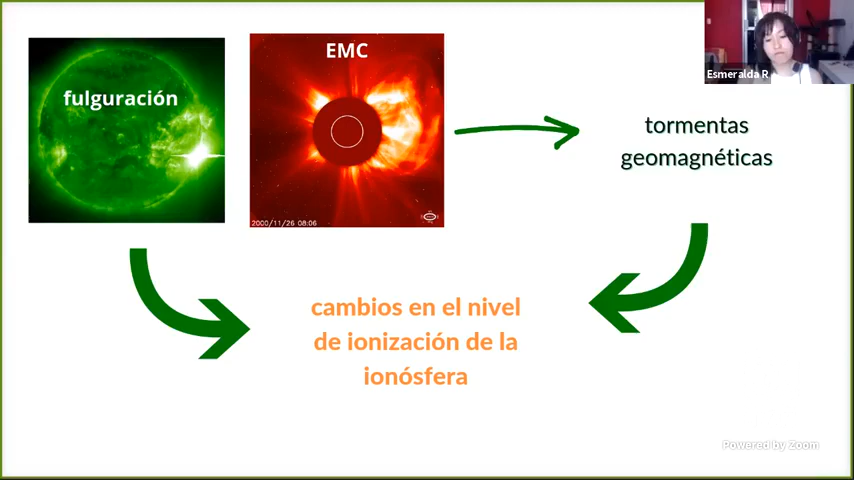 fulguración
EMC
2000/11/26 08:06
Esmeralda R
tormentas
geomagnéticas
cambios en el nivel
de ionización de la
ionósfera
Powered by Zoom